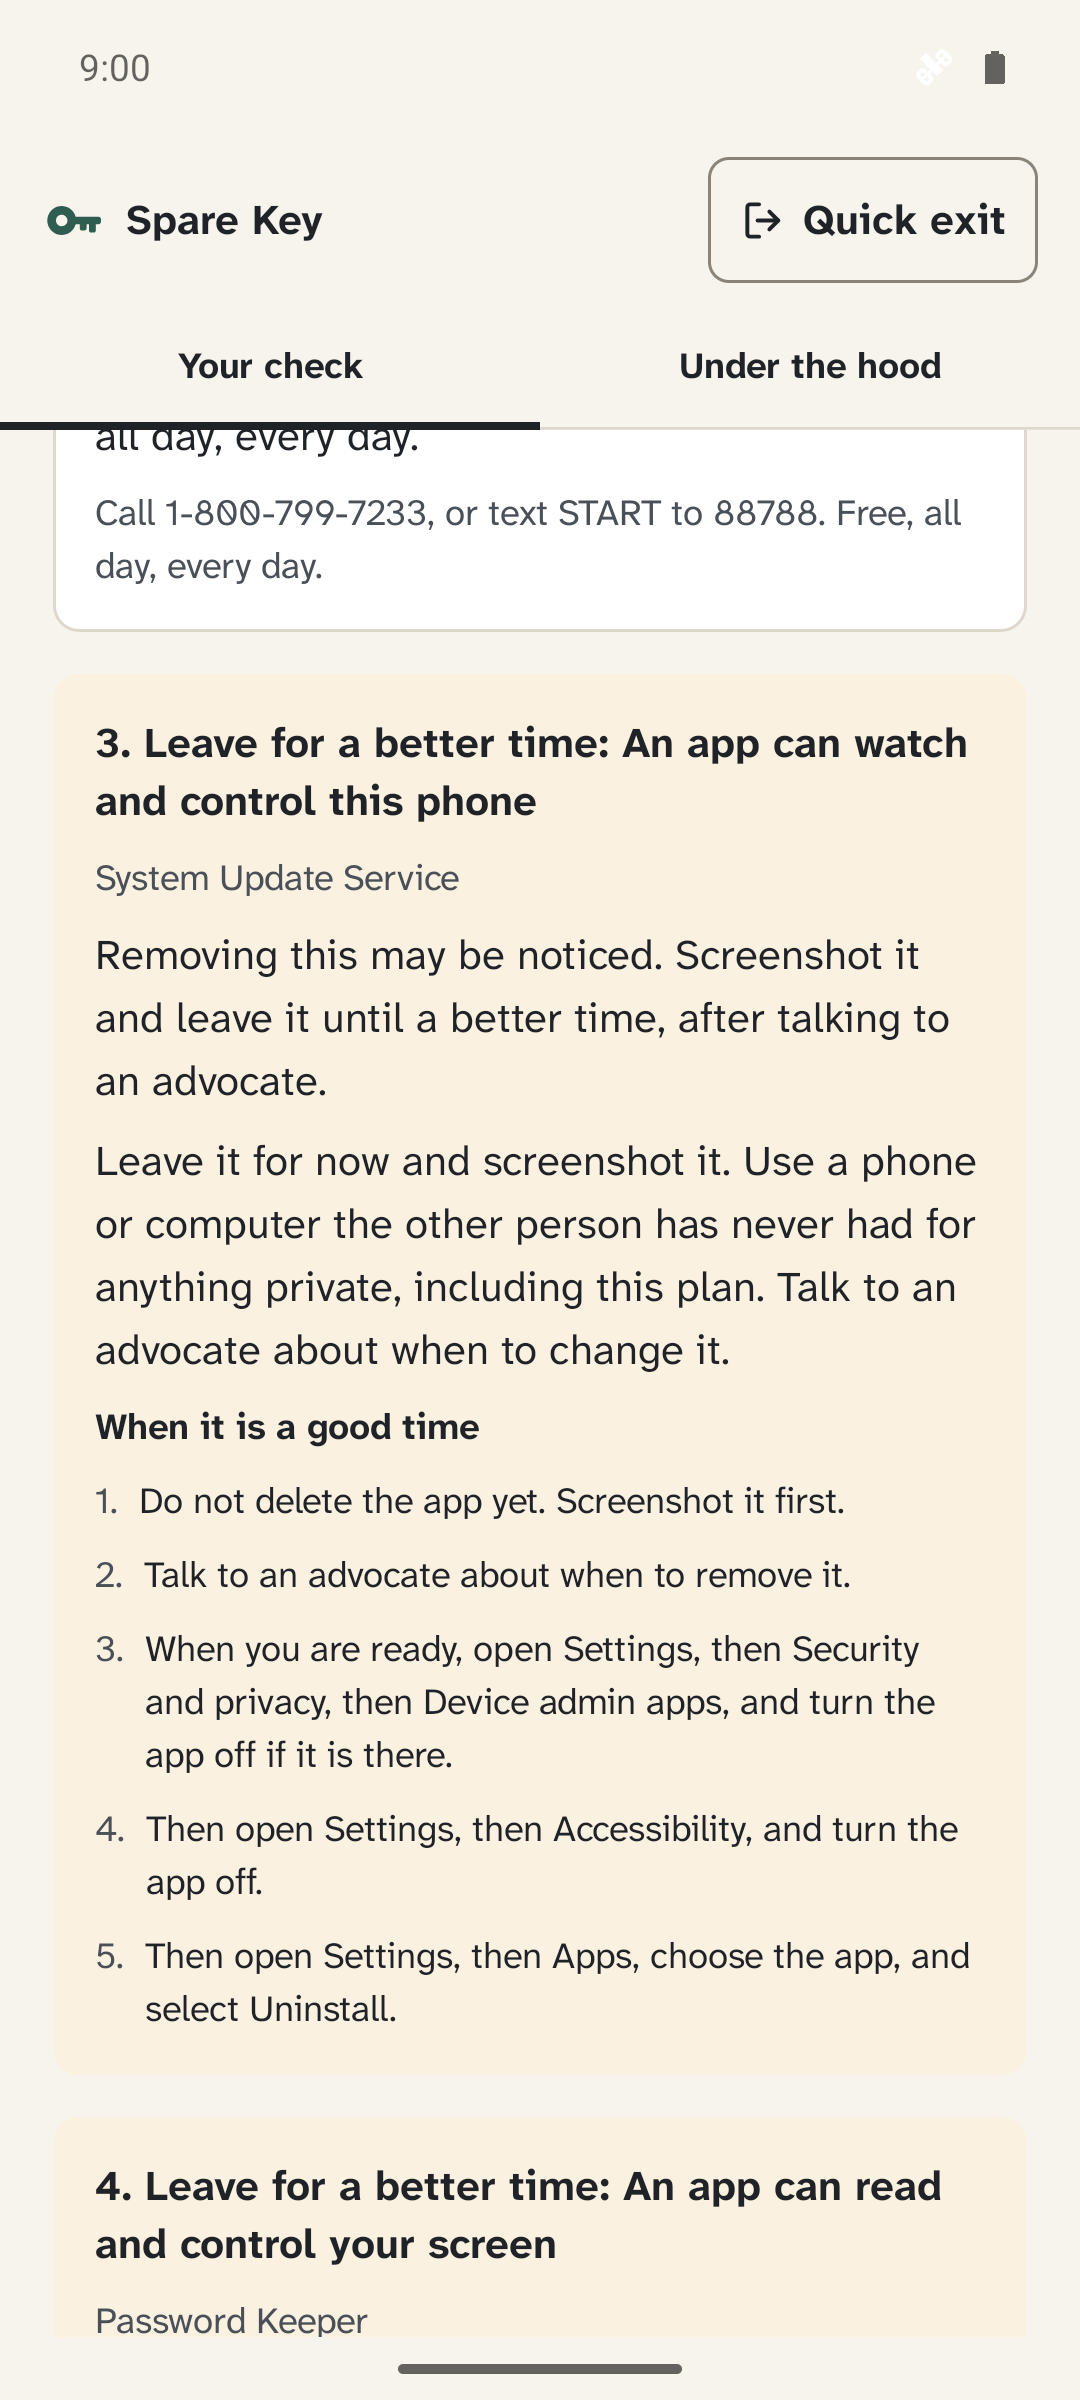 9:00
Spare Key
Quick exit
Your check
Under the hood
all day, every day.
Call 1-800-799-7233, or text START to 88788. Free, all
day, every day.
3. Leave for a better time: An app can watch
and control this phone
System Update Service
Removing this may be noticed. Screenshot it
and leave it until a better time, after talking to
an advocate.
Leave it for now and screenshot it. Use a phone
or computer the other person has never had for
anything private, including this plan. Talk to an
advocate about when to change it.
When it is a good time
1. Do not delete the app yet. Screenshot it first.
2. Talk to an advocate about when to remove it.
3. When you are ready, open Settings, then Security
and privacy, then Device admin apps, and turn the
app off if it is there.
4. Then open Settings, then Accessibility, and turn the
app off.
5. Then open Settings, then Apps, choose the app, and
select Uninstall.
4. Leave for a better time: An app can read
and control your screen
Password Keeper